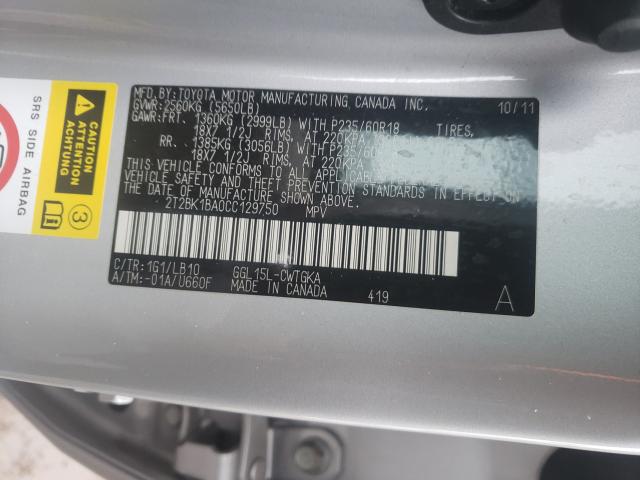 MFD.BY:TOYOTA MOTOR MANUFACTURING CANADA INC. 10/11
GVWR:2560KG (5650LB)
GAWR:FRT. 1360KG (2999LB) WITH P235/60R18 TIRES,
18X7 1/2J RIMS, AT 220KPA
RR. 1385KG (3056LB) WITH P235/60
18X7 1/2J RIMS, AT 220KPA
THIS VEHICLE CONFORMS TO ALL APPLICABLE
VEHICLE SAFETY AND THEFT PREVENTION STANDARDS IN EFFECT ON
THE DATE OF MANUFACTURE SHOWN ABOVE.
2T2BK1BA0CC129750 MPV
C/TR:1G1/LB10 GGL15L-CWTGKA
A/TM:-01A/U660F MADE IN CANADA 419 A
CAUTION
ATTENTION
ACHTUNG
SRS SIDE AIRBAG
3